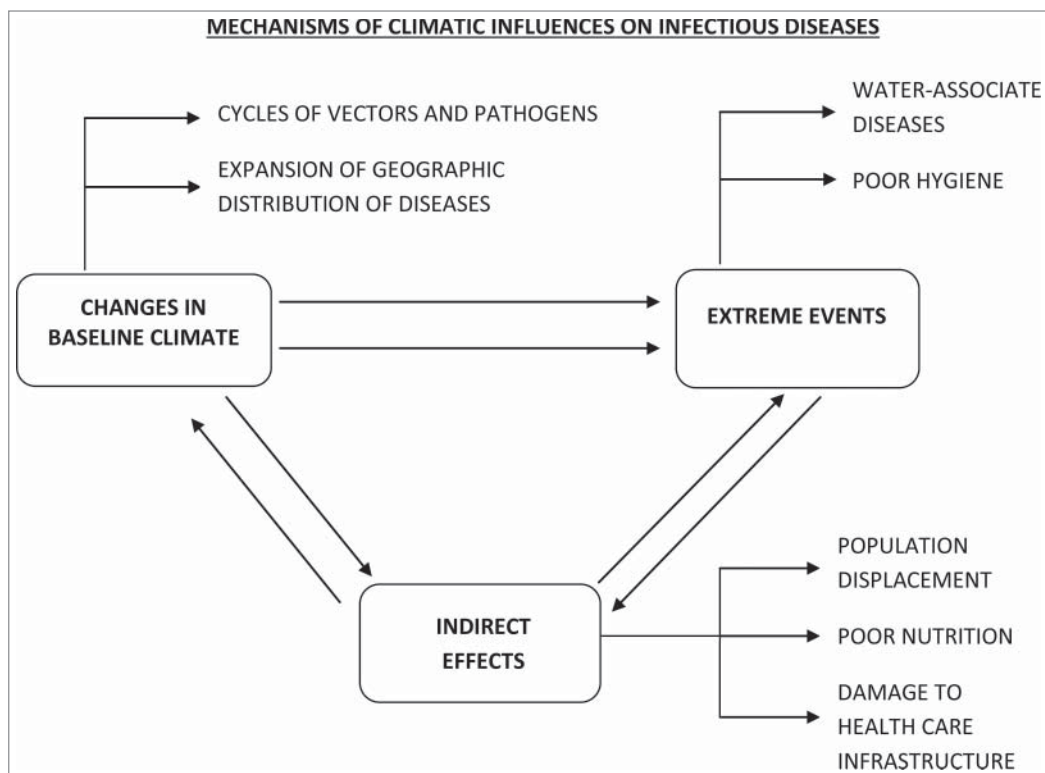 MECHANISMS OF CLIMATIC INFLUENCES ON INFECTIOUS DISEASES
CYCLES OF VECTORS AND PATHOGENS
EXPANSION OF GEOGRAPHIC
DISTRIBUTION OF DISEASES
WATER-ASSOCIATE
DISEASES
POOR HYGIENE
CHANGES IN
BASELINE CLIMATE
EXTREME EVENTS
INDIRECT
EFFECTS
POPULATION
DISPLACEMENT
POOR NUTRITION
DAMAGE TO
HEALTH CARE
INFRASTRUCTURE